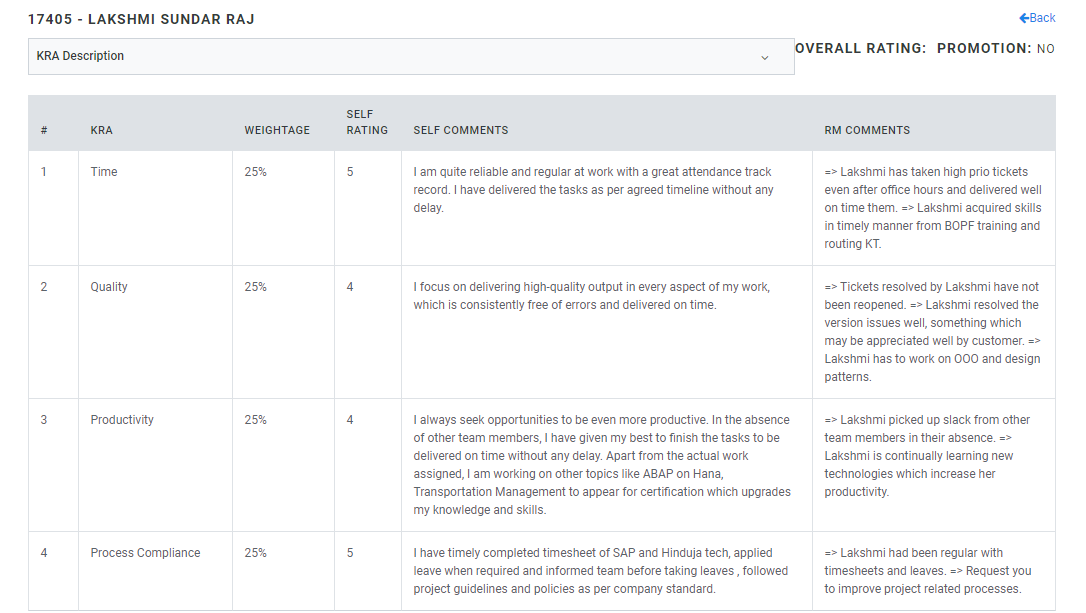 17405 - LAKSHMI SUNDAR RAJ
Back
KRA Description
OVERALL RATING: PROMOTION: NO
# KRA WEIGHTAGE SELF RATING SELF COMMENTS RM COMMENTS
1 Time 25% 5
I am quite reliable and regular at work with a great attendance track
record. I have delivered the tasks as per agreed timeline without any
delay.
=> Lakshmi has taken high prio tickets
even after office hours and delivered well
on time them. => Lakshmi acquired skills
in timely manner from BOPF training and
routing KT.
2 Quality 25% 4
I focus on delivering high-quality output in every aspect of my work,
which is consistently free of errors and delivered on time.
=> Tickets resolved by Lakshmi have not
been reopened. => Lakshmi resolved the
version issues well, something which
may be appreciated well by customer. =>
Lakshmi has to work on OOO and design
patterns.
3 Productivity 25% 4
I always seek opportunities to be even more productive. In the absence
of other team members, I have given my best to finish the tasks to be
delivered on time without any delay. Apart from the actual work
assigned, I am working on other topics like ABAP on Hana,
Transportation Management to appear for certification which upgrades
my knowledge and skills.
=> Lakshmi picked up slack from other
team members in their absence. =>
Lakshmi is continually learning new
technologies which increase her
productivity.
4 Process Compliance 25% 5
I have timely completed timesheet of SAP and Hinduja tech, applied
leave when required and informed team before taking leaves , followed
project guidelines and policies as per company standard.
=> Lakshmi had been regular with
timesheets and leaves. => Request you
to improve project related processes.